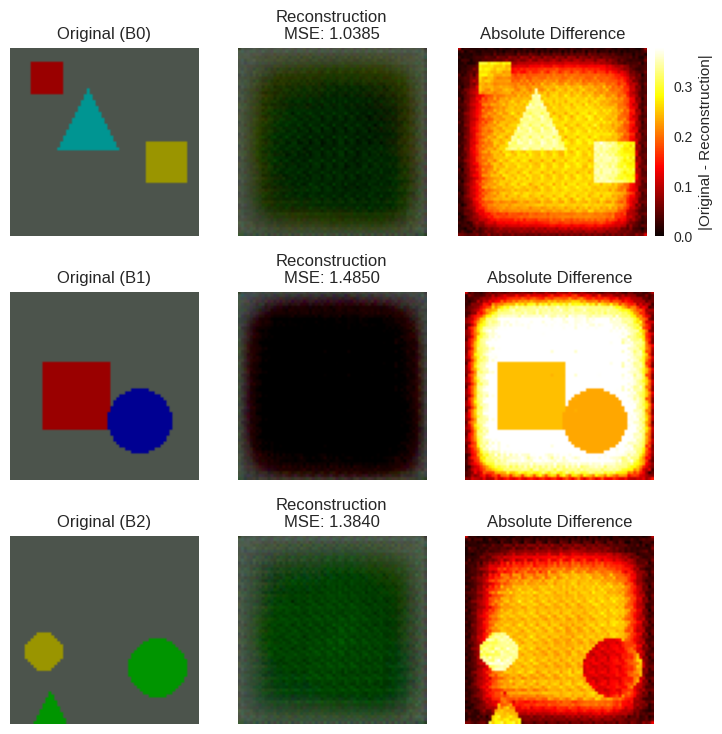 Original (B0)
Reconstruction
MSE: 1.0385
Absolute Difference
0.3
0.2
0.1
0.0
|Original - Reconstruction|
Original (B1)
Reconstruction
MSE: 1.4850
Absolute Difference
Original (B2)
Reconstruction
MSE: 1.3840
Absolute Difference